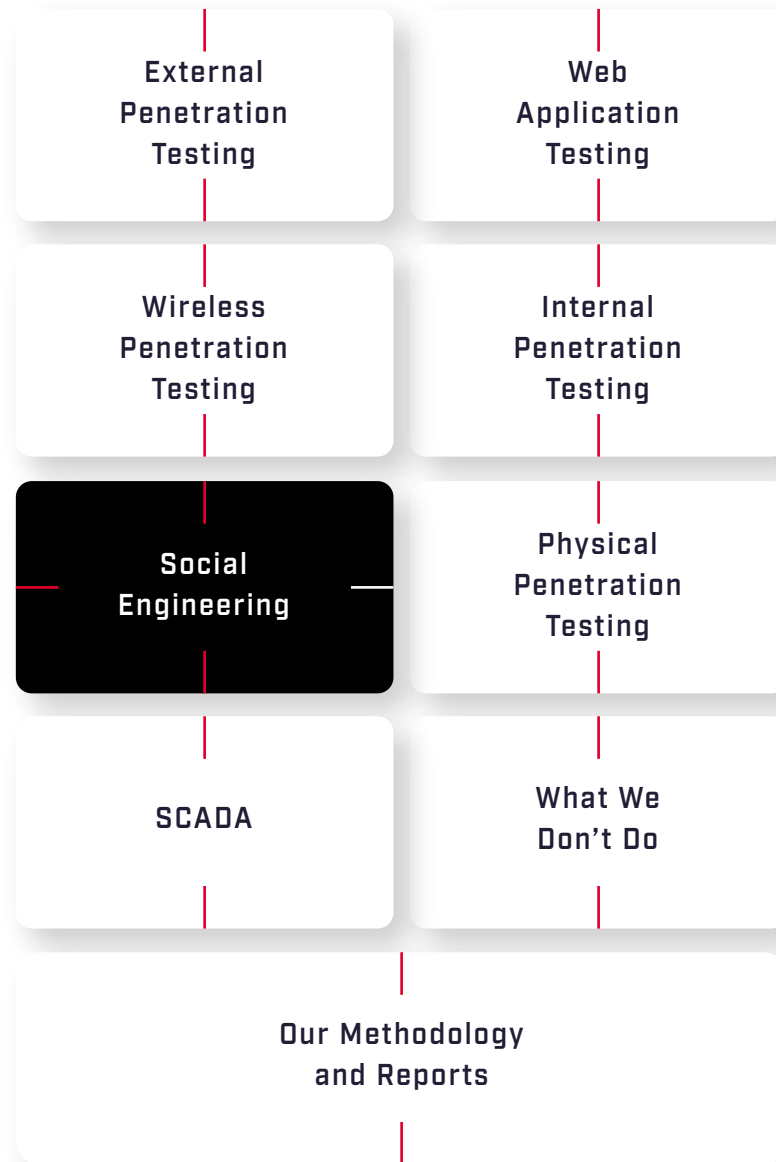 External
Penetration
Testing
Web
Application
Testing
Wireless
Penetration
Testing
Internal
Penetration
Testing
Social
Engineering
Physical
Penetration
Testing
SCADA
What We
Don’t Do
Our Methodology
and Reports